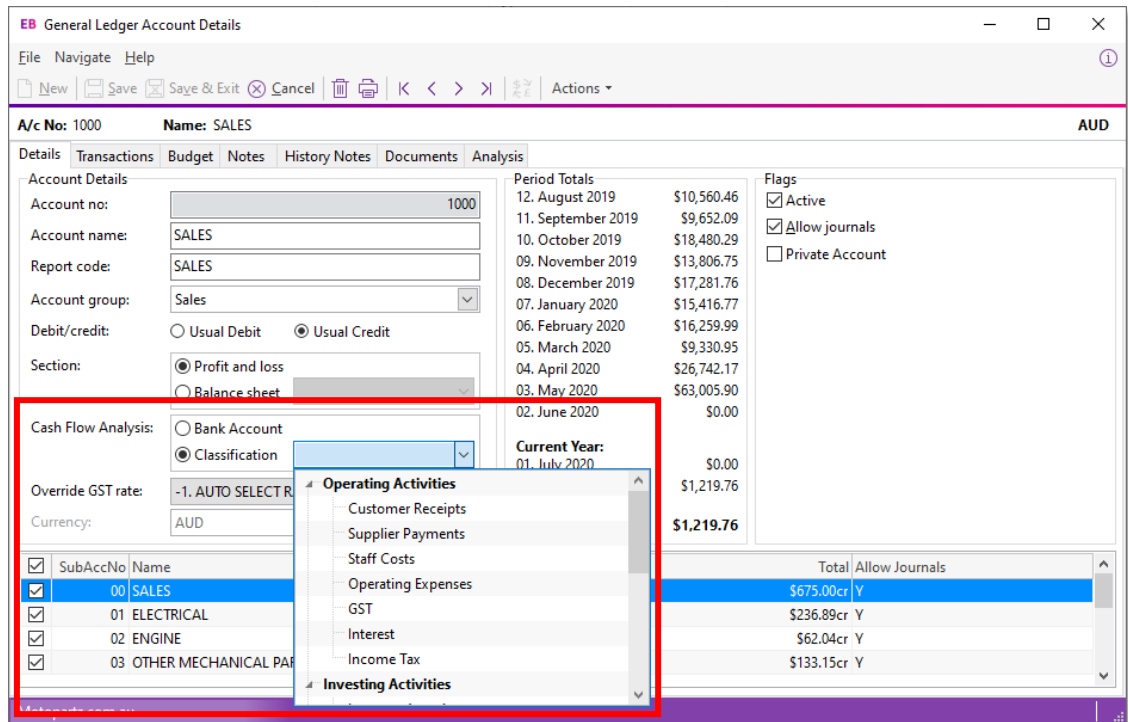 EB General Ledger Account Details
File Navigate Help
New Save Save & Exit Cancel Actions
A/c No: 1000 Name: SALES AUD
Details Transactions Budget Notes History Notes Documents Analysis
Account Details
Account no: 1000
Account name: SALES
Report code: SALES
Account group: Sales
Debit/credit: Usual Debit Usual Credit
Section: Profit and loss
Balance sheet
Cash Flow Analysis: Bank Account
Classification
Override GST rate: -1. AUTO SELECT
Currency: AUD
Operating Activities
Customer Receipts
Supplier Payments
Staff Costs
Operating Expenses
GST
Interest
Income Tax
Investing Activities
Period Totals
12. August 2019 $10,560.46
11. September 2019 $9,652.09
10. October 2019 $18,480.29
09. November 2019 $13,806.75
08. December 2019 $17,281.76
07. January 2020 $15,416.77
06. February 2020 $16,259.99
05. March 2020 $9,330.95
04. April 2020 $26,742.17
03. May 2020 $63,005.90
02. June 2020 $0.00
Current Year:
01. July 2020 $0.00
$1,219.76
$1,219.76
Flags
Active
Allow journals
Private Account
SubAccNo Name Total Allow Journals
00 SALES $675.00cr Y
01 ELECTRICAL $236.89cr Y
02 ENGINE $62.04cr Y
03 OTHER MECHANICAL $133.15cr Y